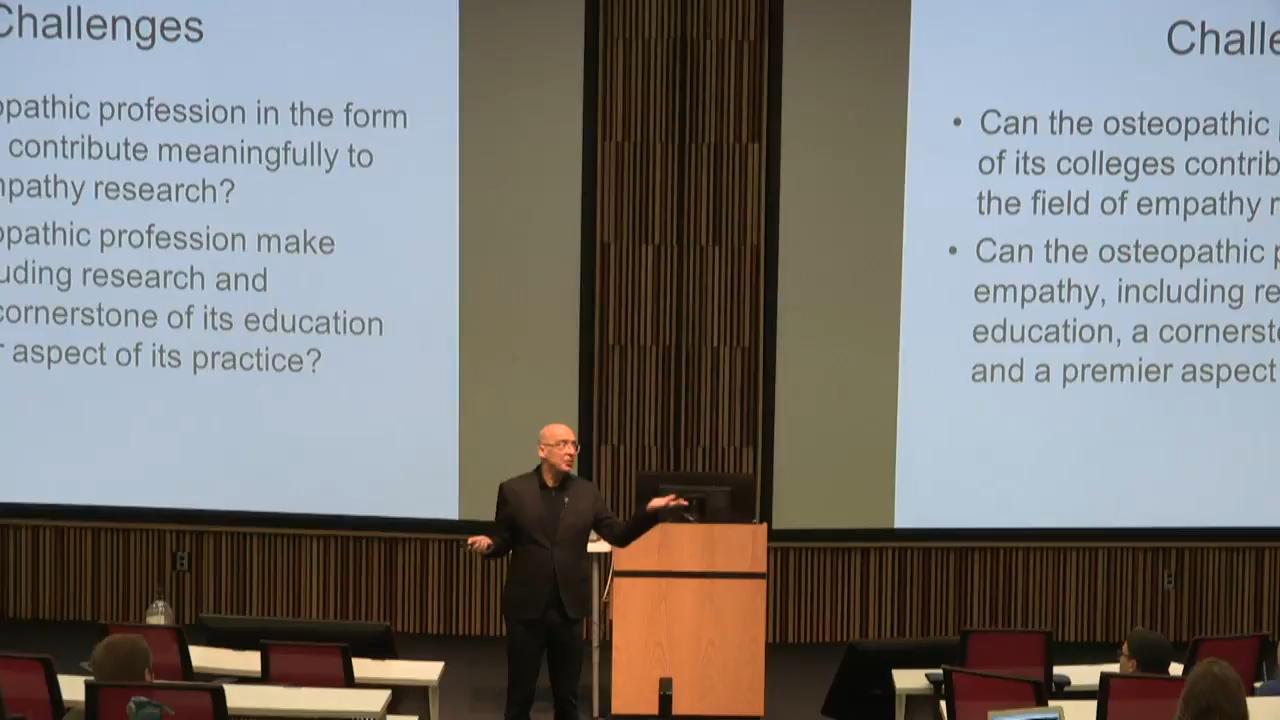 Challenges
opathic profession in the form
contribute meaningfully to
mpathy research?
opathic profession make
uding research and
cornerstone of its education
r aspect of its practice?
Challe
• Can the osteopathic p
of its colleges contrib
the field of empathy r
• Can the osteopathic p
empathy, including re
education, a cornerst
and a premier aspect